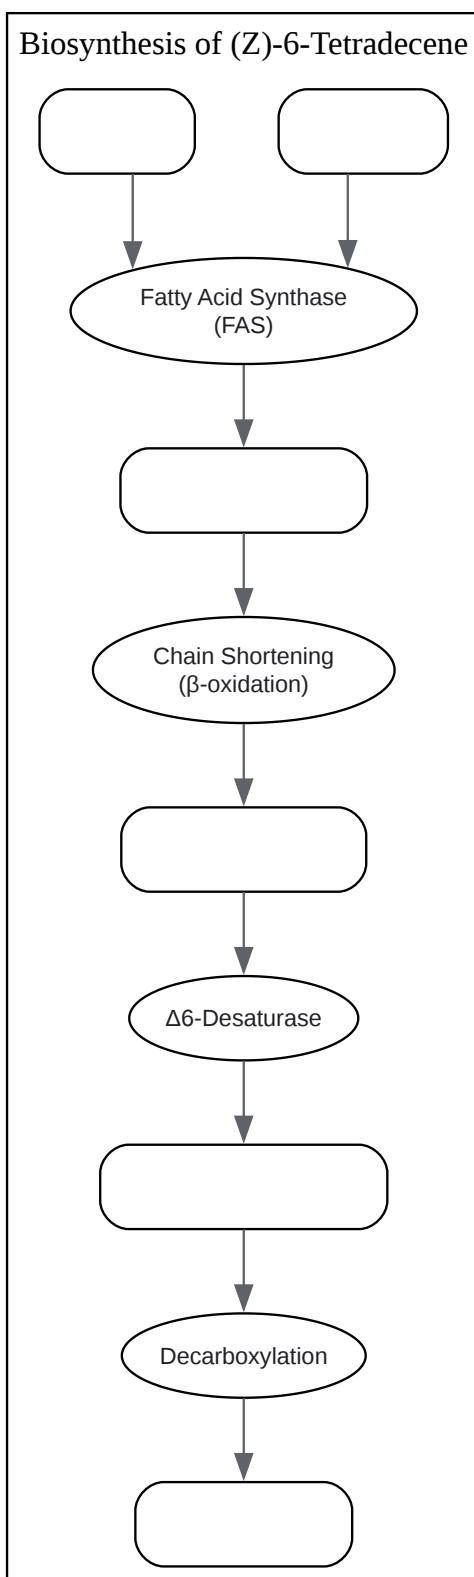 Biosynthesis of (Z)-6-Tetradecene
Fatty Acid Synthase
(FAS)
Chain Shortening
(β-oxidation)
Δ6-Desaturase
Decarboxylation